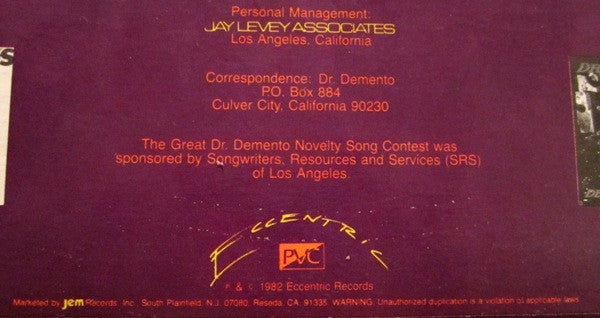 Personal Management:
JAY LEVEY ASSOCIATES
Los Angeles, California
Correspondence: Dr. Demento
P.O. Box 884
Culver City, California 90230
The Great Dr. Demento Novelty Song Contest was
sponsored by Songwriters, Resources and Services (SRS)
of Los Angeles.
ECCENTRIC
PVC
℗ & © 1982 Eccentric Records
Marketed by jem Records, Inc., South Plainfield, N.J. 07080, Reseda, CA. 91335 WARNING: Unauthorized duplication is a violation of applicable laws.
S
DR